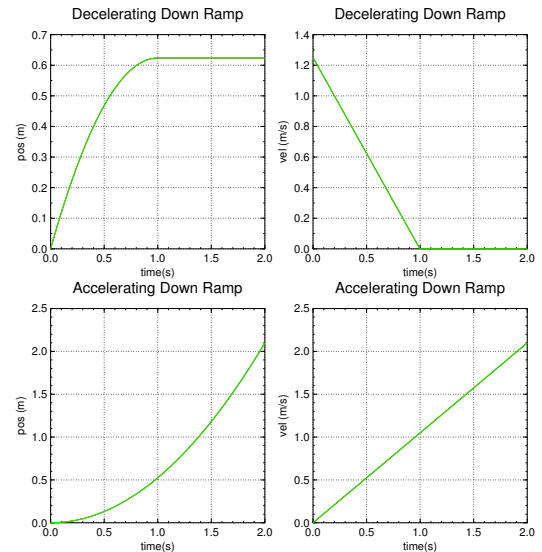 Decelerating Down Ramp
0.7
0.6
0.5
0.4
0.3
0.2
0.1
0.0
pos (m)
0.0 0.5 1.0 1.5 2.0
time(s)
Decelerating Down Ramp
1.4
1.2
1.0
0.8
0.6
0.4
0.2
0.0
vel (m/s)
0.0 0.5 1.0 1.5 2.0
time(s)
Accelerating Down Ramp
2.5
2.0
1.5
1.0
0.5
0.0
pos (m)
0.0 0.5 1.0 1.5 2.0
time(s)
Accelerating Down Ramp
2.5
2.0
1.5
1.0
0.5
0.0
vel (m/s)
0.0 0.5 1.0 1.5 2.0
time(s)